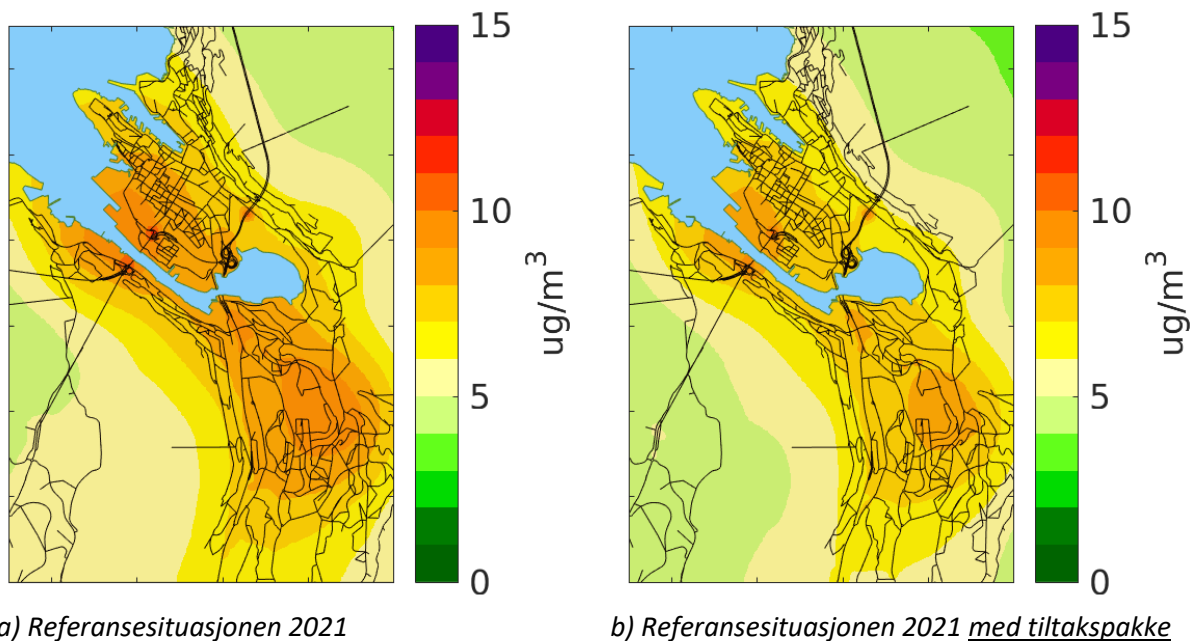 15
10
5
0
ug/m³
15
10
5
0
ug/m³
a) Referansesituasjonen 2021
b) Referansesituasjonen 2021 med tiltakspakke